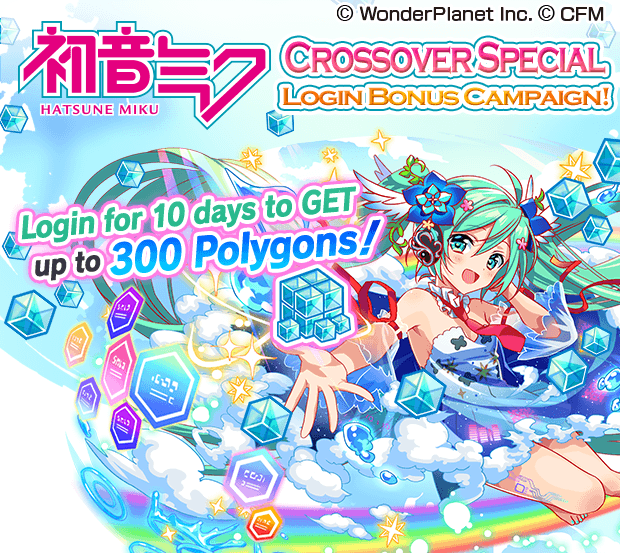 © WonderPlanet Inc. © CFM
初音ミク
HATSUNE MIKU
CROSSOVER SPECIAL
LOGIN BONUS CAMPAIGN!
Login for 10 days to GET
up to 300 Polygons!